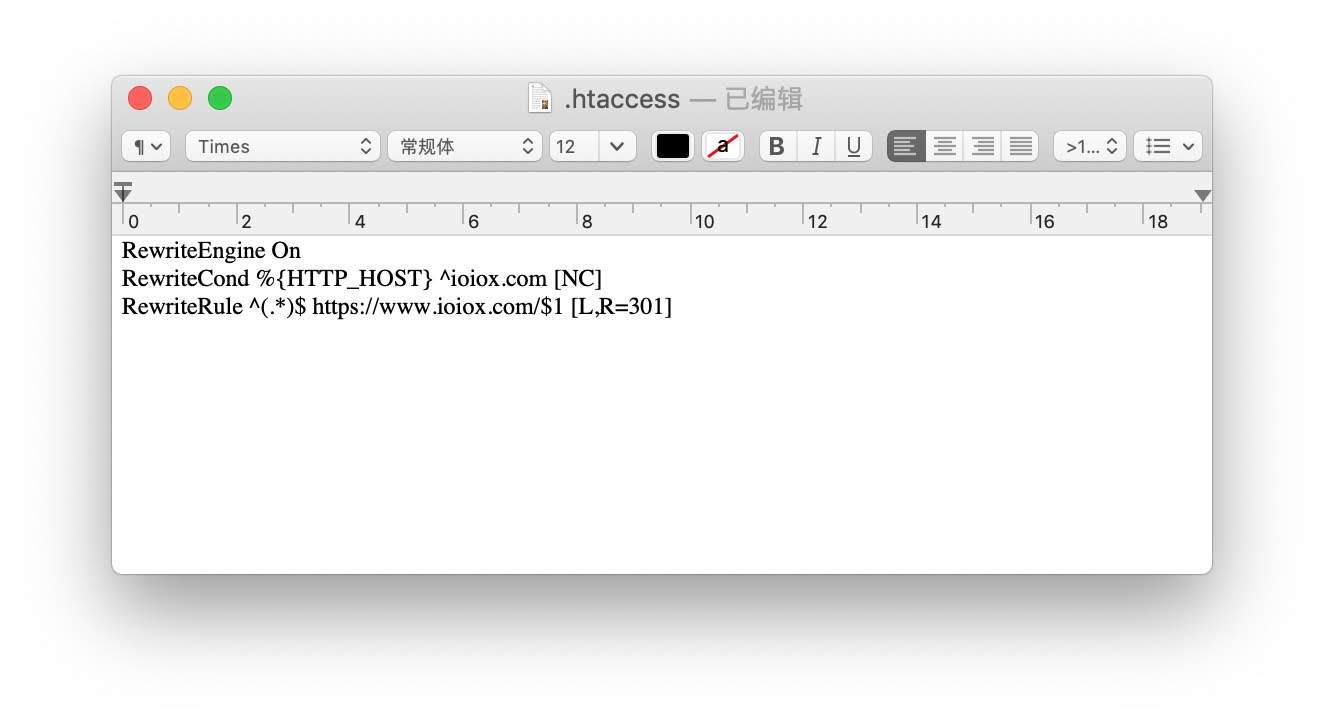 .htaccess — 已编辑
¶ Times 常规体 12 a B I U >1...
0 2 4 6 8 10 12 14 16 18
RewriteEngine On
RewriteCond %{HTTP_HOST} ^ioiox.com [NC]
RewriteRule ^(.*)$ https://www.ioiox.com/$1 [L,R=301]